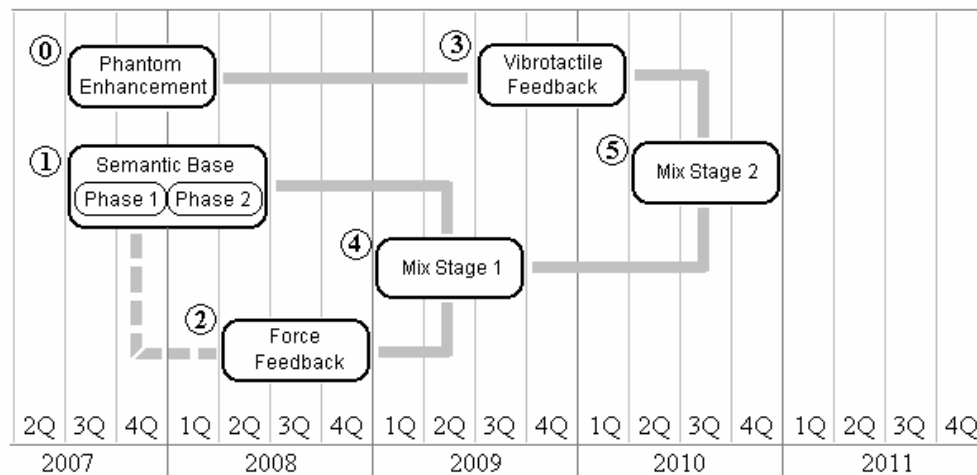 0
Phantom
Enhancement
3
Vibrotactile
Feedback
1
Semantic Base
Phase 1 Phase 2
5
Mix Stage 2
4
Mix Stage 1
2
Force
Feedback
2Q 3Q 4Q 1Q 2Q 3Q 4Q 1Q 2Q 3Q 4Q 1Q 2Q 3Q 4Q 1Q 2Q 3Q 4Q
2007 2008 2009 2010 2011